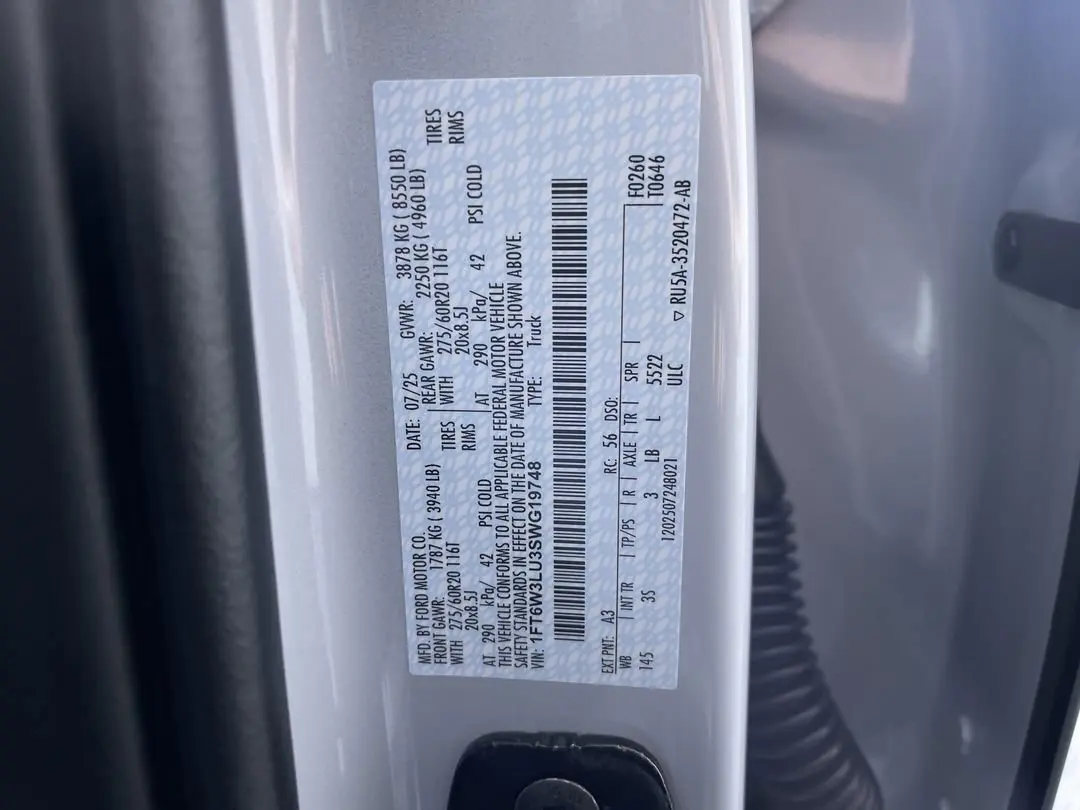 MFD. BY FORD MOTOR CO.
DATE: 07/25 GVWR: 3878 KG ( 8550 LB)
FRONT GAWR: 1787 KG ( 3940 LB)
REAR GAWR: 2250 KG ( 4960 LB)
WITH 275/60R20 116T TIRES
WITH 275/60R20 116T TIRES
20x8.5J RIMS
20x8.5J RIMS
AT 290 kPa/ 42 PSI COLD
AT 290 kPa/ 42 PSI COLD
THIS VEHICLE CONFORMS TO ALL APPLICABLE FEDERAL MOTOR VEHICLE
SAFETY STANDARDS IN EFFECT ON THE DATE OF MANUFACTURE SHOWN ABOVE.
VIN: 1FT6W3LU3SWG19748 TYPE: Truck
EXT PNT: A3 RC: 56 DSO:
WB INT TR TP/PS R AXLE TR SPR F0260
145 3S 3 LB L 5522 T0646
1202507248021 ULC
▽ RU5A-3520472-AB